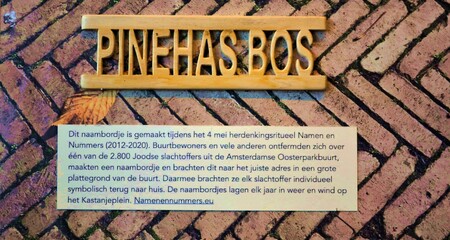 PINEHAS BOS
Dit naambordje is gemaakt tijdens het 4 mei herdenkingsritueel Namen en
Nummers (2012-2020). Buurtbewoners en vele anderen ontfermden zich over
één van de 2.800 Joodse slachtoffers uit de Amsterdamse Oosterparkbuurt,
maakten een naambordje en brachten dit naar het juiste adres in een grote
plattegrond van de buurt. Daarmee brachten ze elk slachtoffer individueel
symbolisch terug naar huis. De naambordjes lagen elk jaar in weer en wind op
het Kastanjeplein. Namenennummers.eu